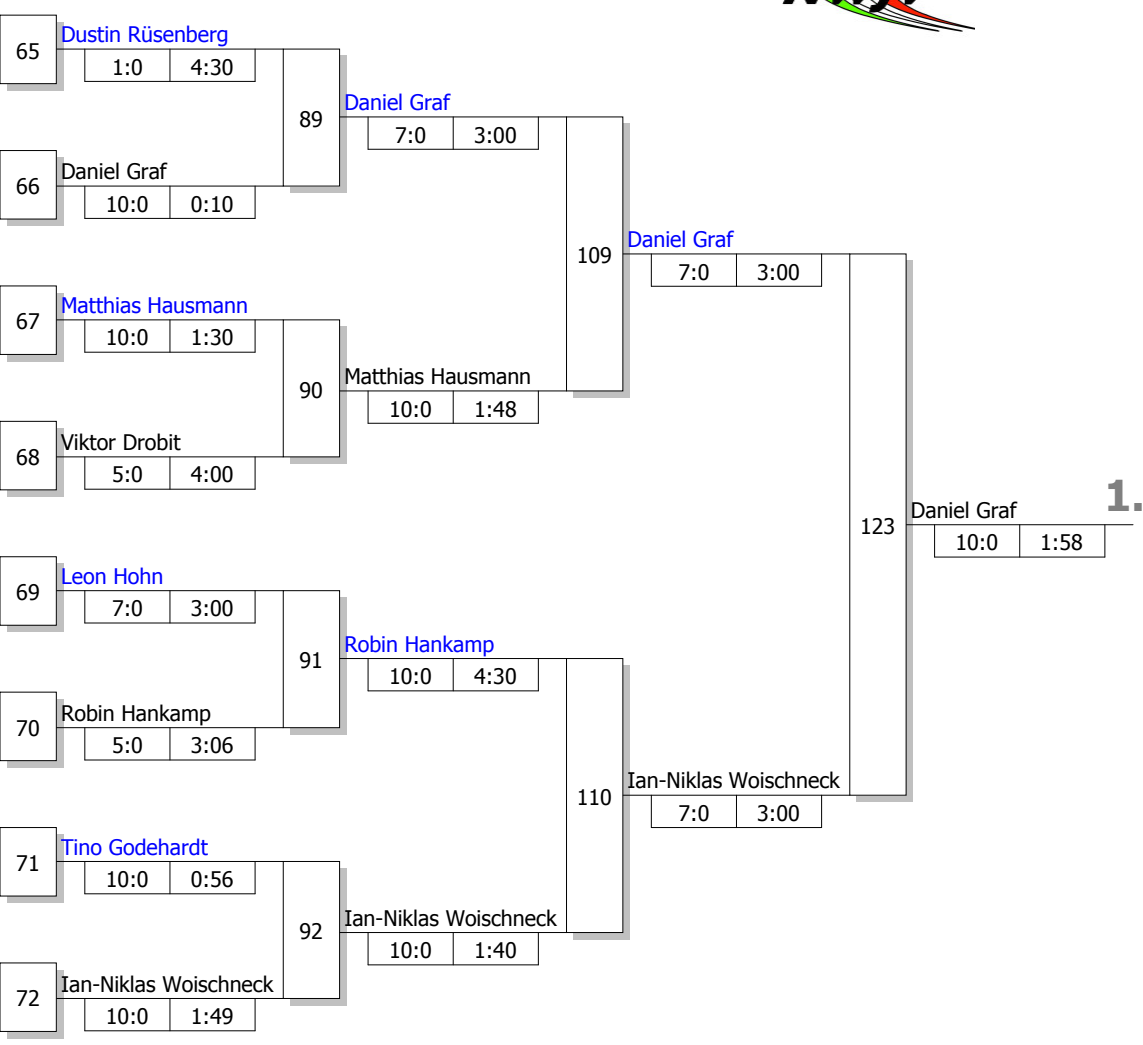 65
Dustin Rüsenberg
1:0 4:30
89
Daniel Graf
7:0 3:00
66
Daniel Graf
10:0 0:10
109
Daniel Graf
7:0 3:00
67
Matthias Hausmann
10:0 1:30
90
Matthias Hausmann
10:0 1:48
68
Viktor Drobit
5:0 4:00
123
Daniel Graf
1.
10:0 1:58
69
Leon Hohn
7:0 3:00
91
Robin Hankamp
10:0 4:30
70
Robin Hankamp
5:0 3:06
110
Ian-Niklas Woischneck
7:0 3:00
71
Tino Godehardt
10:0 0:56
92
Ian-Niklas Woischneck
10:0 1:40
72
Ian-Niklas Woischneck
10:0 1:49